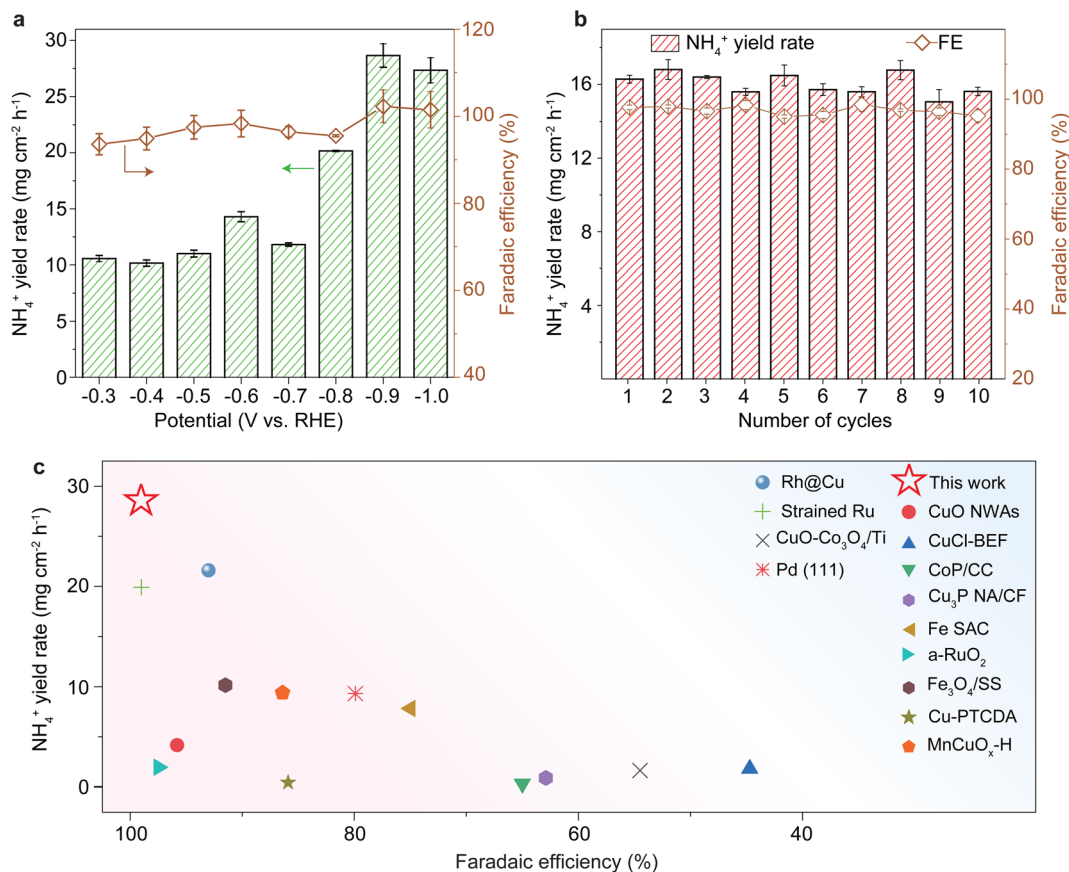 a
NH₄⁺ yield rate (mg cm⁻² h⁻¹)
30
25
20
15
10
5
0
120
100
80
60
40
Faradaic efficiency (%)
-0.3 -0.4 -0.5 -0.6 -0.7 -0.8 -0.9 -1.0
Potential (V vs. RHE)
b
NH₄⁺ yield rate FE
NH₄⁺ yield rate (mg cm⁻² h⁻¹)
16
12
8
4
100
80
60
40
20
Faradaic efficiency (%)
1 2 3 4 5 6 7 8 9 10
Number of cycles
c
NH₄⁺ yield rate (mg cm⁻² h⁻¹)
30
20
10
0
Rh@Cu
Strained Ru
CuO-Co₃O₄/Ti
Pd (111)
This work
CuO NWAs
CuCl-BEF
CoP/CC
Cu₃P NA/CF
Fe SAC
a-RuO₂
Fe₃O₄/SS
Cu-PTCDA
MnCuOₓ-H
100 80 60 40
Faradaic efficiency (%)